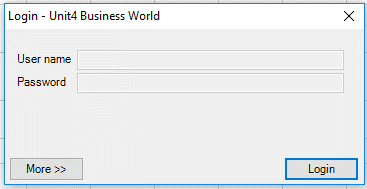 Login - Unit4 Business World
User name
Password
More >>
Login